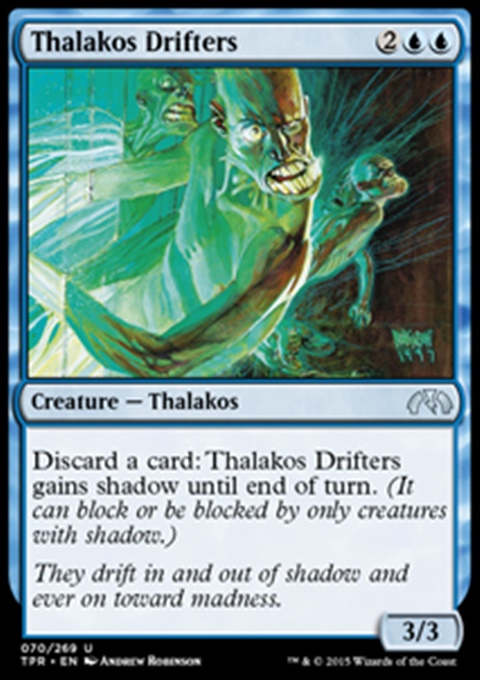 Thalakos Drifters 2
1997
Creature — Thalakos
Discard a card: Thalakos Drifters
gains shadow until end of turn. (It
can block or be blocked by only creatures
with shadow.)
They drift in and out of shadow and
ever on toward madness.
3/3
070/269 U
TPR • EN Andrew Robinson
™ & © 2015 Wizards of the Coast